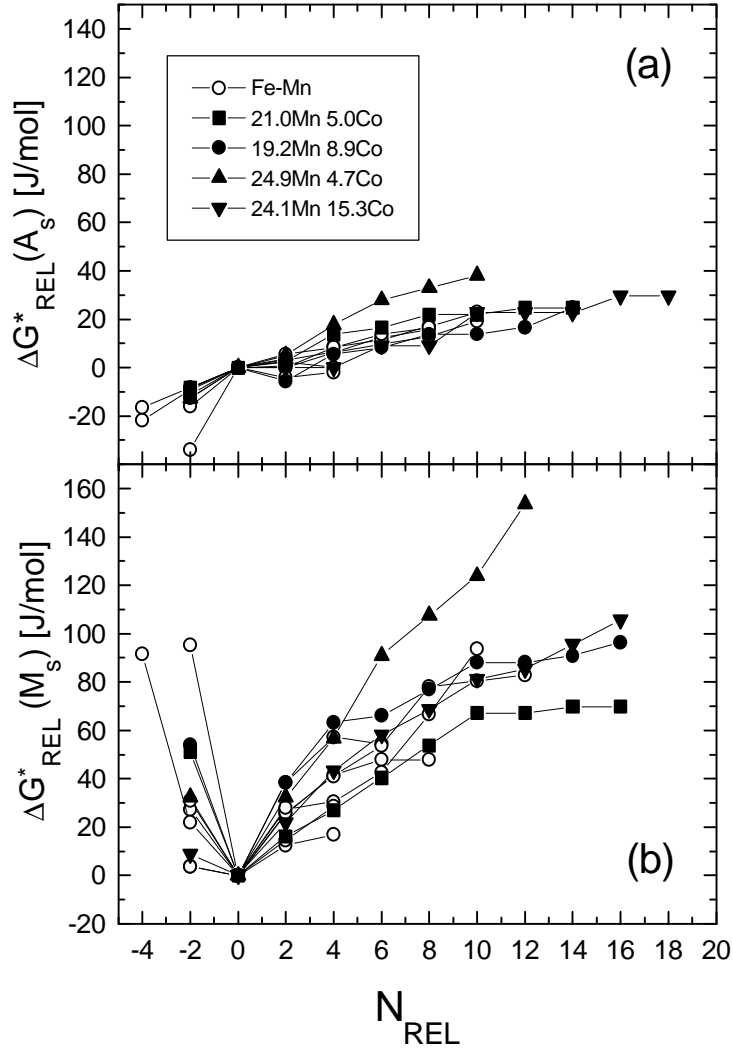 140
120
100
80
60
40
20
0
-20
ΔG*REL(As) [J/mol]
(a)
Fe-Mn
21.0Mn 5.0Co
19.2Mn 8.9Co
24.9Mn 4.7Co
24.1Mn 15.3Co
160
140
120
100
80
60
40
20
0
-20
ΔG*REL (Ms) [J/mol]
(b)
-4 -2 0 2 4 6 8 10 12 14 16 18 20
NREL